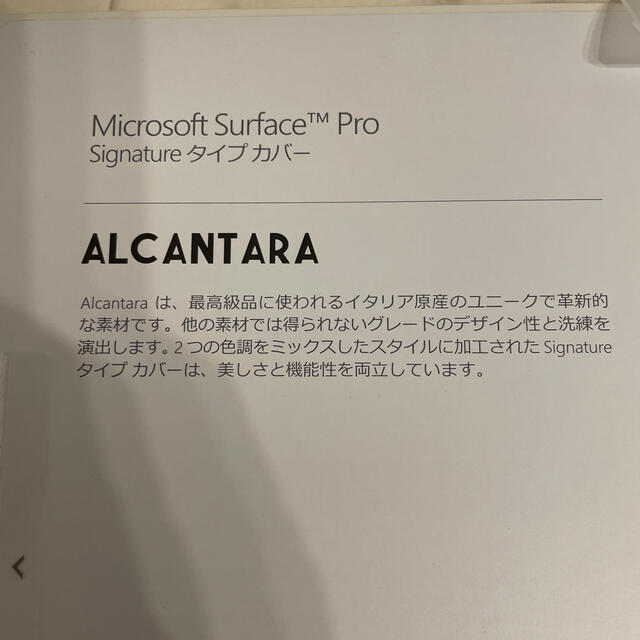 Microsoft Surface™ Pro
Signature タイプ カバー
ALCANTARA
Alcantara は、最高級品に使われるイタリア原産のユニークで革新的
な素材です。他の素材では得られないグレードのデザイン性と洗練を
演出します。2 つの色調をミックスしたスタイルに加工された Signature
タイプ カバーは、美しさと機能性を両立しています。